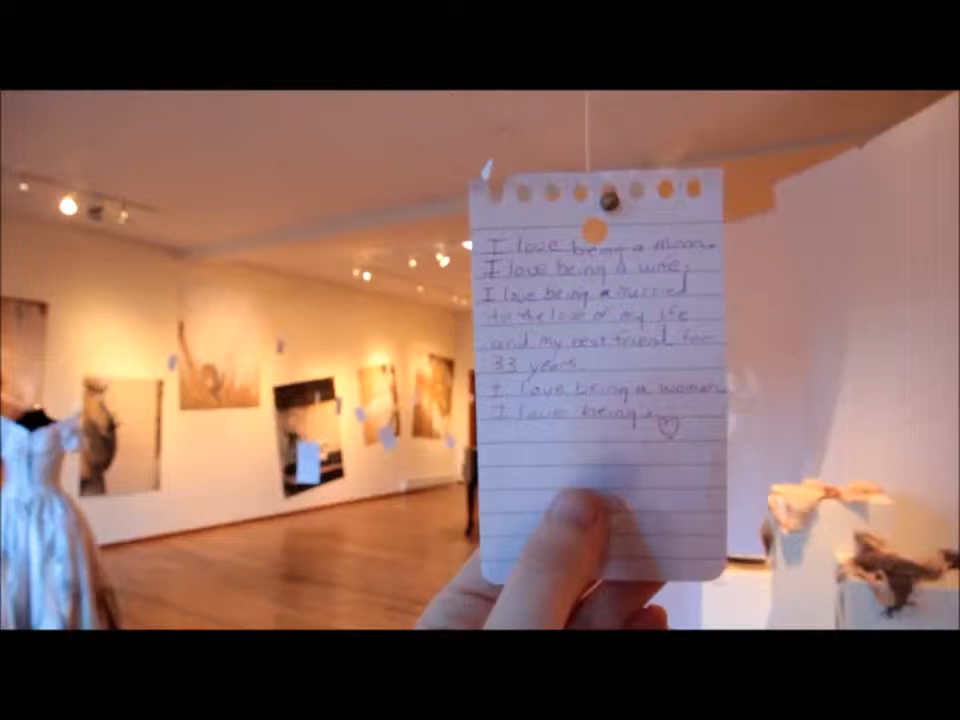 I love being a mom.
I love being a wife.
I love being a married
to the love of my life
and my best friend for
33 years.
I love being a woman
I love being.